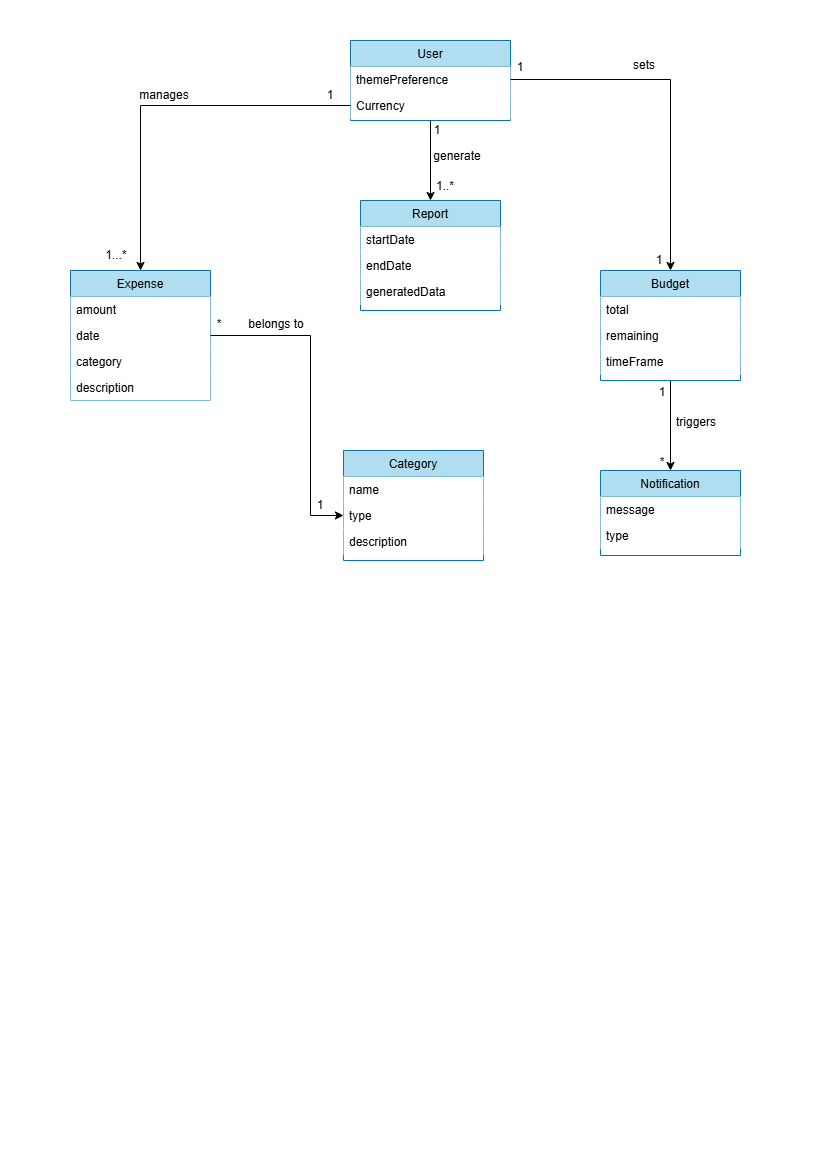 User
themePreference
Currency
1
sets
manages
1
1
generate
1..*
Report
startDate
endDate
generatedData
1...*
Expense
amount
date
category
description
*
belongs to
1
Category
name
type
description
1
Budget
total
remaining
timeFrame
1
triggers
*
Notification
message
type